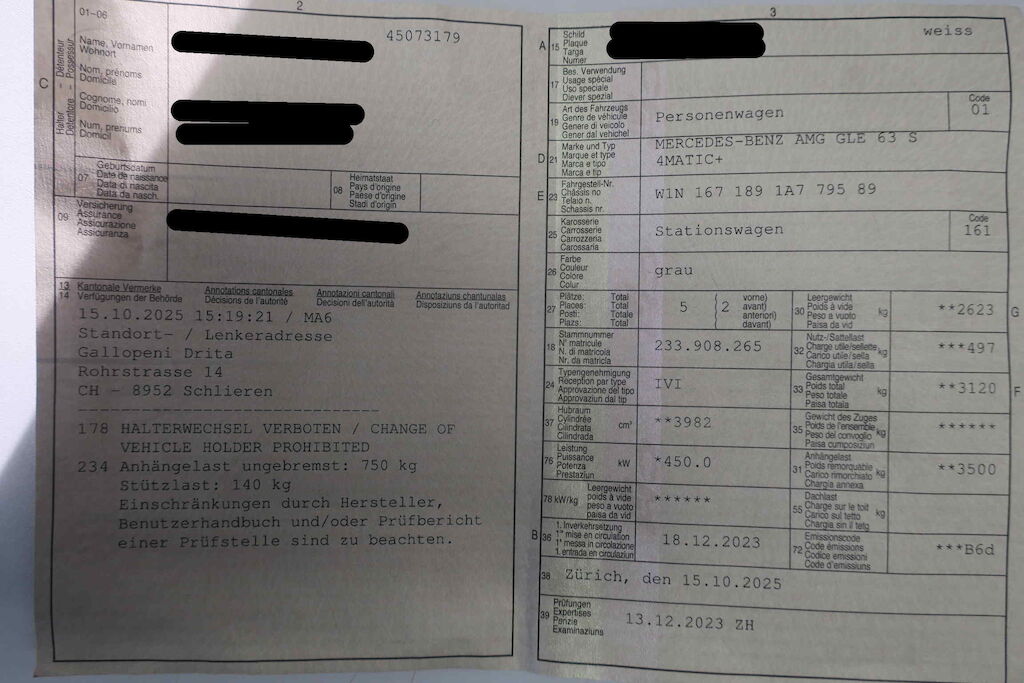 2
01-06
Détenteur Possesseur
Halter Detentore
C
Name, Vornamen
Wohnort
45073179
Nom, prénoms
Domicile
Cognome, nomi
Domicilio
Num, prenums
Domicil
07
Geburtsdatum
Date de naissance
Data di nascita
Data da nasch.
08
Heimatstaat
Pays d'origine
Paese d'origine
Stadi d'origin
09
Versicherung
Assurance
Assicurazione
Assicuranza
13 Kantonale Vermerke Annotations cantonales Annotazioni cantonali Annotaziuns chantunalas
14 Verfügungen der Behörde Décisions de l'autorité Decisioni dell'autorità Disposiziuns da l'autoritad
15.10.2025 15:19:21 / MA6
Standort- / Lenkeradresse
Gallopeni Drita
Rohrstrasse 14
CH - 8952 Schlieren
--------------------------------
178 HALTERWECHSEL VERBOTEN / CHANGE OF
VEHICLE HOLDER PROHIBITED
234 Anhängelast ungebremst: 750 kg
Stützlast: 140 kg
Einschränkungen durch Hersteller,
Benutzerhandbuch und/oder Prüfbericht
einer Prüfstelle sind zu beachten.
3
A 15
Schild
Plaque
Targa
Numer
weiss
17
Bes. Verwendung
Usage spécial
Uso speciale
Diever spezial
19
Art des Fahrzeugs
Genre de véhicule
Genere di veicolo
Gener dal vehichel
Personenwagen
Code
01
D 21
Marke und Typ
Marque et type
Marca e tipo
Marca e tip
MERCEDES-BENZ AMG GLE 63 S
4MATIC+
E 23
Fahrgestell-Nr.
Châssis no
Telaio n.
Schassis nr.
W1N 167 189 1A7 795 89
25
Karosserie
Carrosserie
Carrozzeria
Carossaria
Stationswagen
Code
161
26
Farbe
Couleur
Colore
Colur
grau
27
Plätze: Total
Places: Total
Posti: Totale
Plazs: Total
5
2
vorne)
avant)
anteriori)
davant)
30
Leergewicht
Poids à vide
Peso a vuoto
Paisa da vid
kg
**2623
G
18
Stammnummer
N° matricule
N. di matricola
Nr. da matricla
233.908.265
32
Nutz-/Sattellast
Charge utile/sellette
Carico utile/sella
Chargia utila/sella
kg
***497
24
Typengenehmigung
Réception par type
Approvazione del tipo
Approvaziun dal tip
IVI
33
Gesamtgewicht
Poids total
Peso totale
Paisa totala
kg
**3120
F
37
Hubraum
Cylindrée
Cilindrata
Cilindrada
cm³
**3982
35
Gewicht des Zuges
Poids de l'ensemble
Peso del convoglio
Paisa cumposiziun
kg
******
76
Leistung
Puissance
Potenza
Prestaziun
kW
*450.0
31
Anhängelast
Poids remorquable
Carico rimorchiato
Chargia annexa
kg
**3500
78 kW/kg
Leergewicht
poids à vide
peso a vuoto
paisa da vid
******
55
Dachlast
Charge sur le toit
Carico sul tetto
Chargia sin il tetg
kg
B 36
1. Inverkehrsetzung
1re mise en circulation
1a messa in circolazione
1. entrada en circulaziun
18.12.2023
72
Emissionscode
Code émissions
Codice emissioni
Code d'emissiuns
***B6d
38
Zürich, den 15.10.2025
39
Prüfungen
Expertises
Perizie
Examinaziuns
13.12.2023 ZH